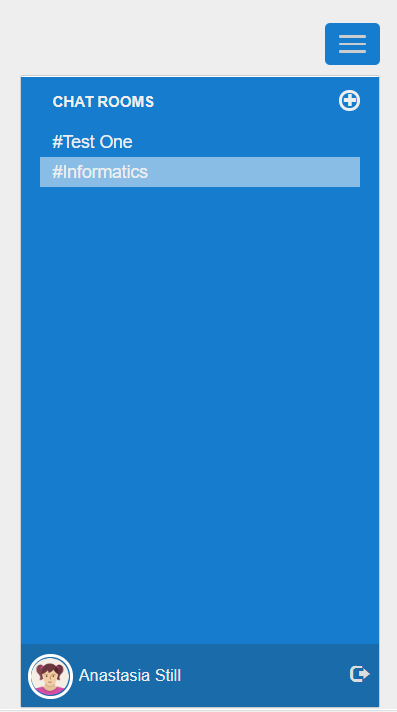 CHAT ROOMS
#Test One
#Informatics
Anastasia Still